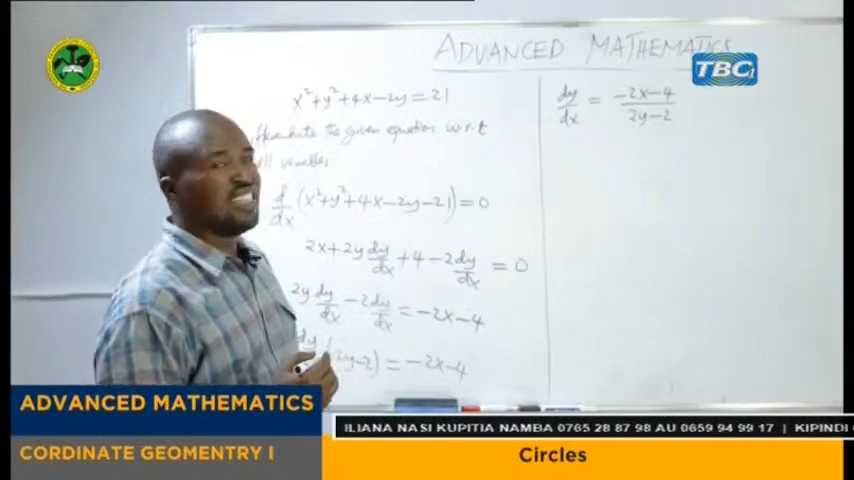 ADVANCED MATHEMATICS
TBC1
x²+y²+4x-2y=21
the given equation w.r.t
all variables
d/dx (x²+y²+4x-2y-21)=0
2x+2y dy/dx +4-2 dy/dx =0
2y dy/dx -2 dy/dx = -2x-4
dy/dx (2y-2) = -2x-4
dy/dx = -2x-4/2y-2
ADVANCED MATHEMATICS
CORDINATE GEOMENTRY I
ILIANA NASI KUPITIA NAMBA 0765 28 87 98 AU 0659 94 99 17 | KIPINDI
Circles